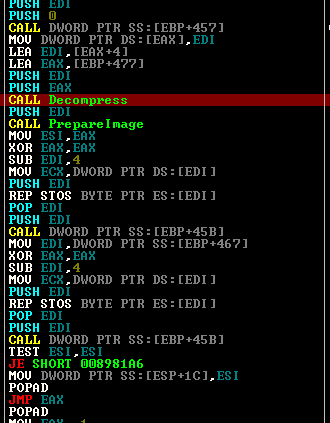 PUSH EDI
PUSH 0
CALL DWORD PTR SS:[EBP+457]
MOV DWORD PTR DS:[EAX],EDI
LEA EDI,[EAX+4]
LEA EAX,[EBP+477]
PUSH EDI
PUSH EAX
CALL Decompress
PUSH EDI
CALL PrepareImage
MOV ESI,EAX
XOR EAX,EAX
SUB EDI,4
MOV ECX,DWORD PTR DS:[EDI]
PUSH EDI
REP STOS BYTE PTR ES:[EDI]
POP EDI
PUSH EDI
CALL DWORD PTR SS:[EBP+45B]
MOV EDI,DWORD PTR SS:[EBP+467]
XOR EAX,EAX
SUB EDI,4
MOV ECX,DWORD PTR DS:[EDI]
PUSH EDI
REP STOS BYTE PTR ES:[EDI]
POP EDI
PUSH EDI
CALL DWORD PTR SS:[EBP+45B]
TEST ESI,ESI
JE SHORT 008981A6
MOV DWORD PTR SS:[ESP+1C],ESI
POPAD
JMP EAX
POPAD